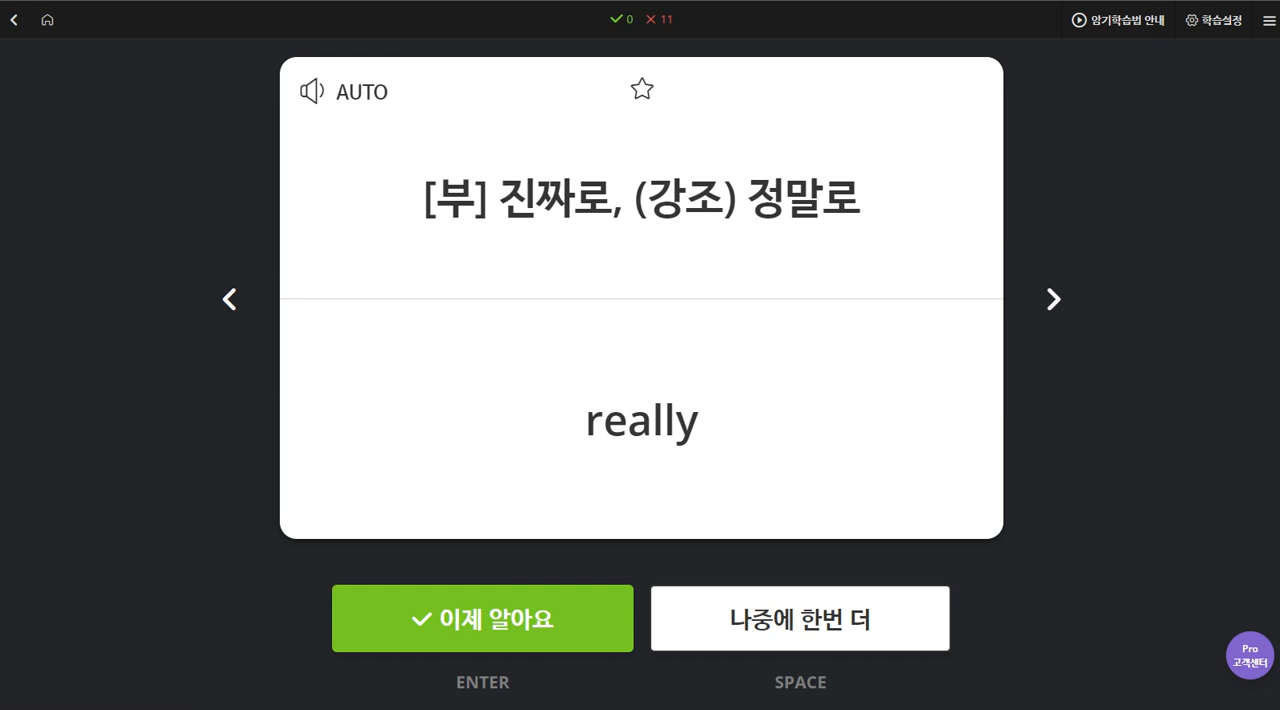 0 11 암기학습법 안내 학습설정
AUTO
[부] 진짜로, (강조) 정말로
really
이제 알아요 나중에 한번 더
ENTER SPACE
Pro
고객센터